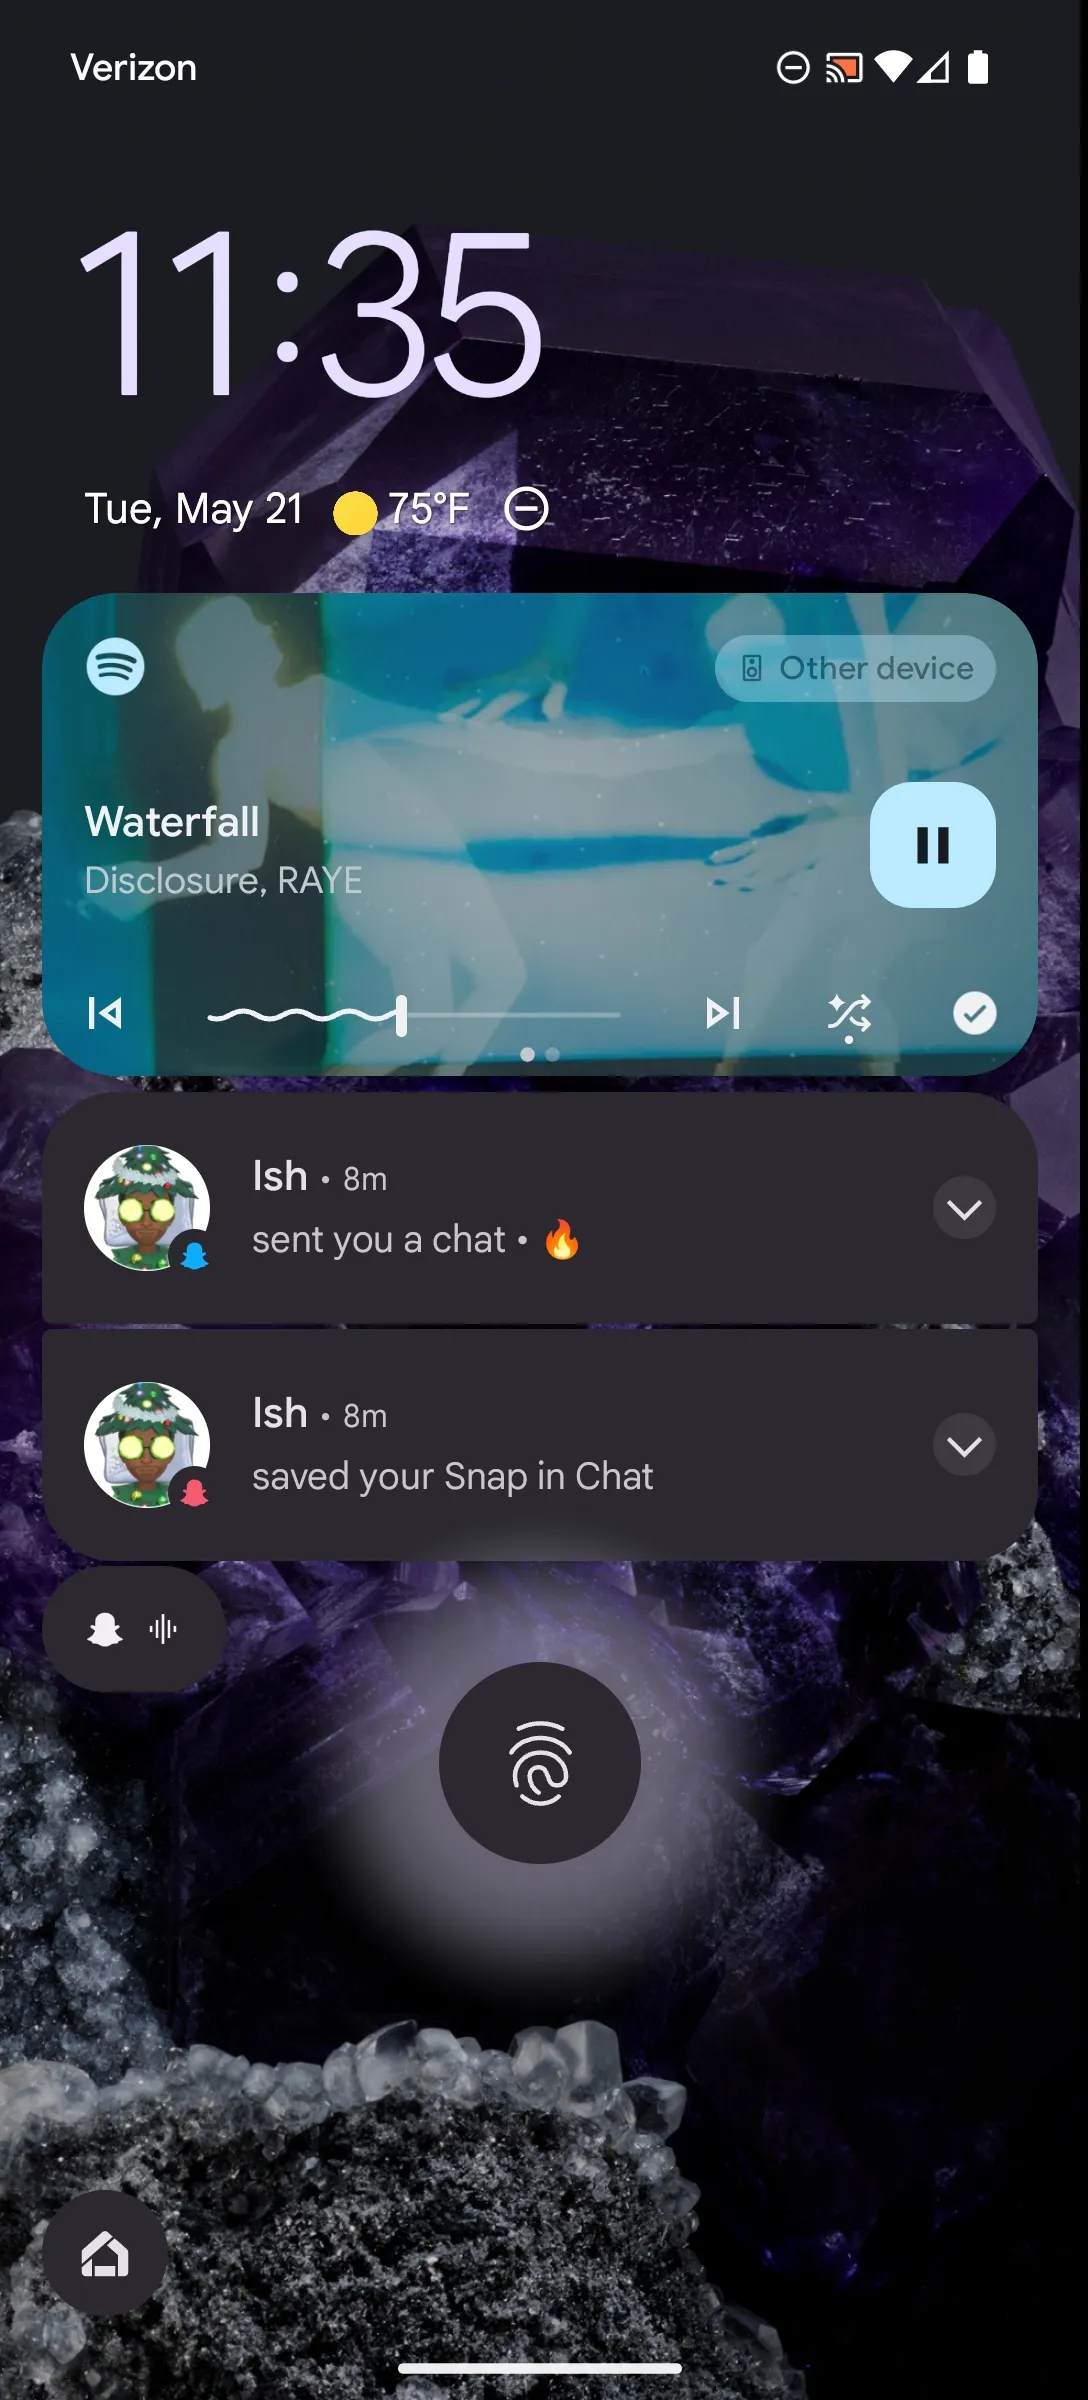 Verizon
11:35
Tue, May 21 75°F
Other device
Waterfall
Disclosure, RAYE
Ish • 8m
sent you a chat • 🔥
Ish • 8m
saved your Snap in Chat